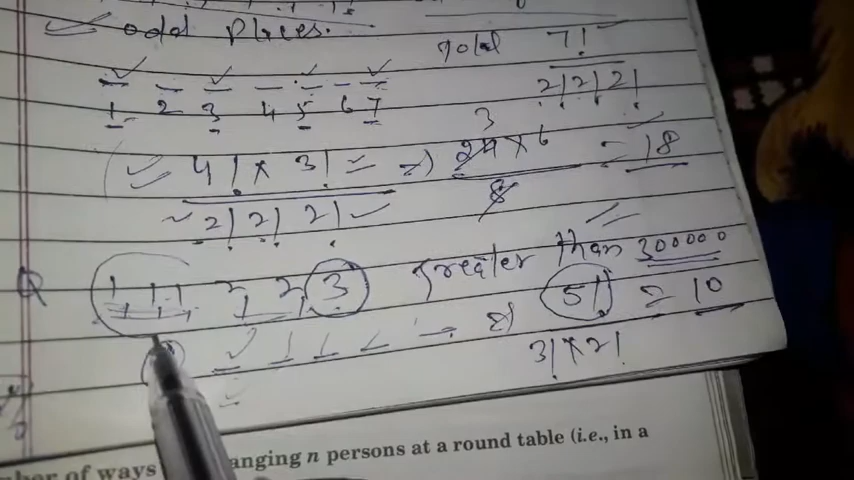 odd Places.
Total 7!
2! 2! 2!
1 2 3 4 5 6 7
4! × 3! = => 24 × 6 = 18
2! 2! 2! 8
3
Q 1 1 1 2 2 3 Greater than 300000
5! = 10
3! × 2!
anging n persons at a round table (i.e., in a
ber of ways